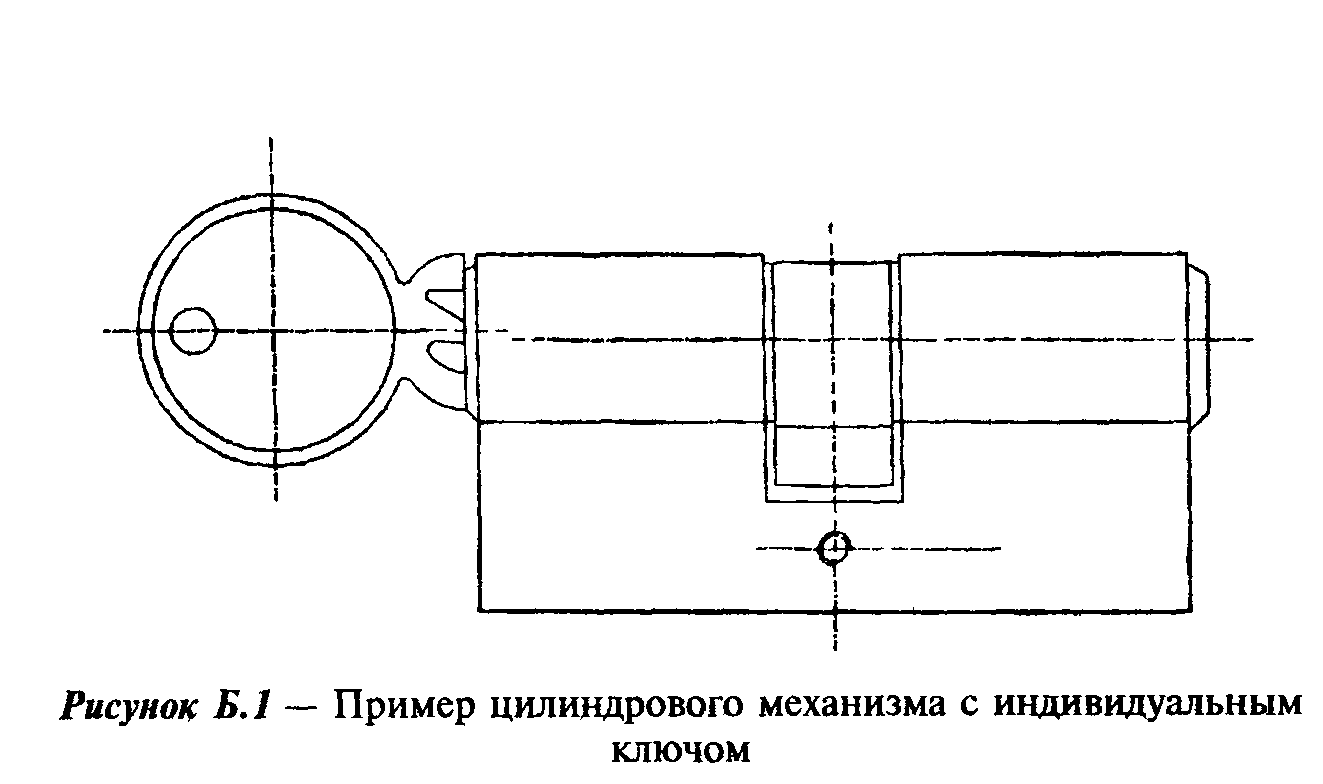 Рисунок Б.1 — Пример цилиндрового механизма с индивидуальным
ключом